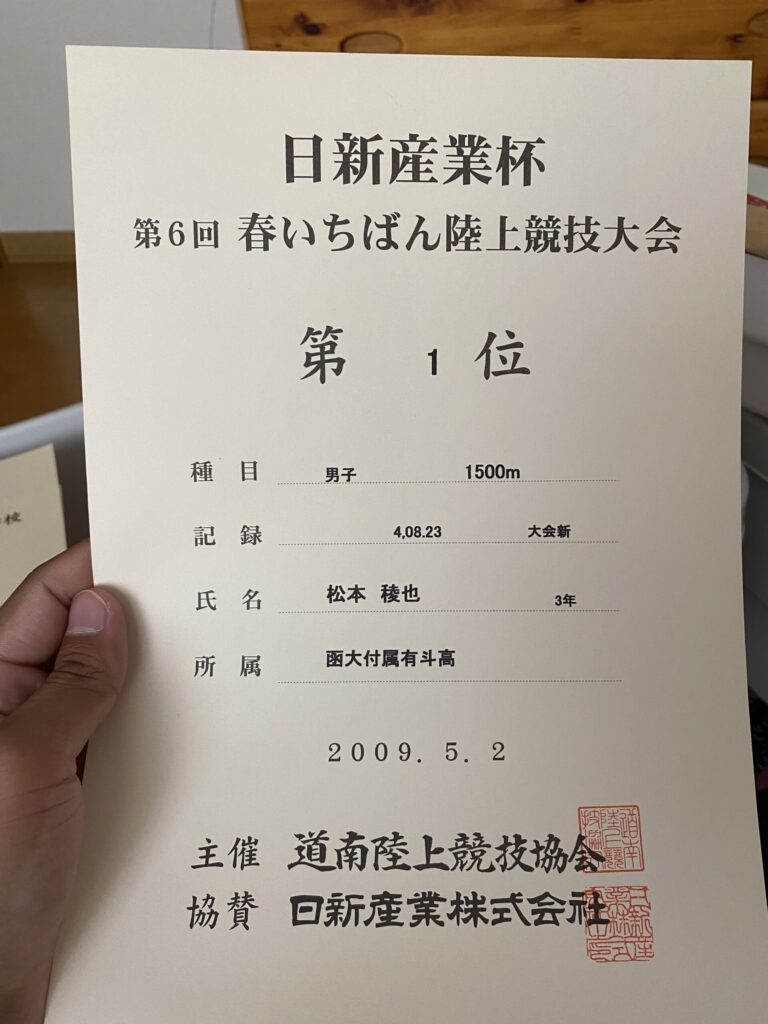 日新産業杯
第6回 春いちばん陸上競技大会
第 1 位
種目 男子 1500m
記録 4,08.23 大会新
氏名 松本 稜也 3年
所属 函大付属有斗高
2009. 5. 2
主催 道南陸上競技協会
協賛 日新産業株式会社
校